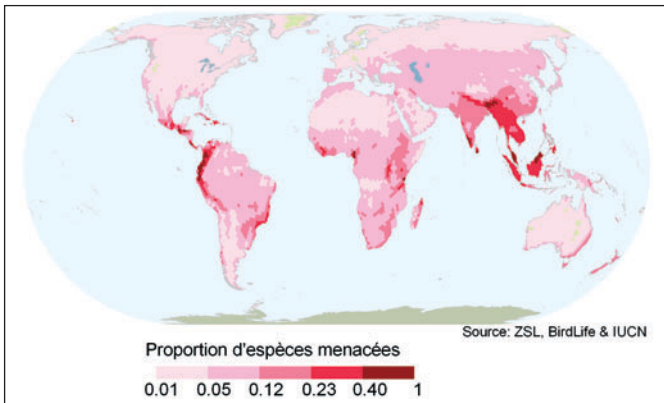 Source: ZSL, BirdLife & IUCN
Proportion d'espèces menacées
0.01 0.05 0.12 0.23 0.40 1